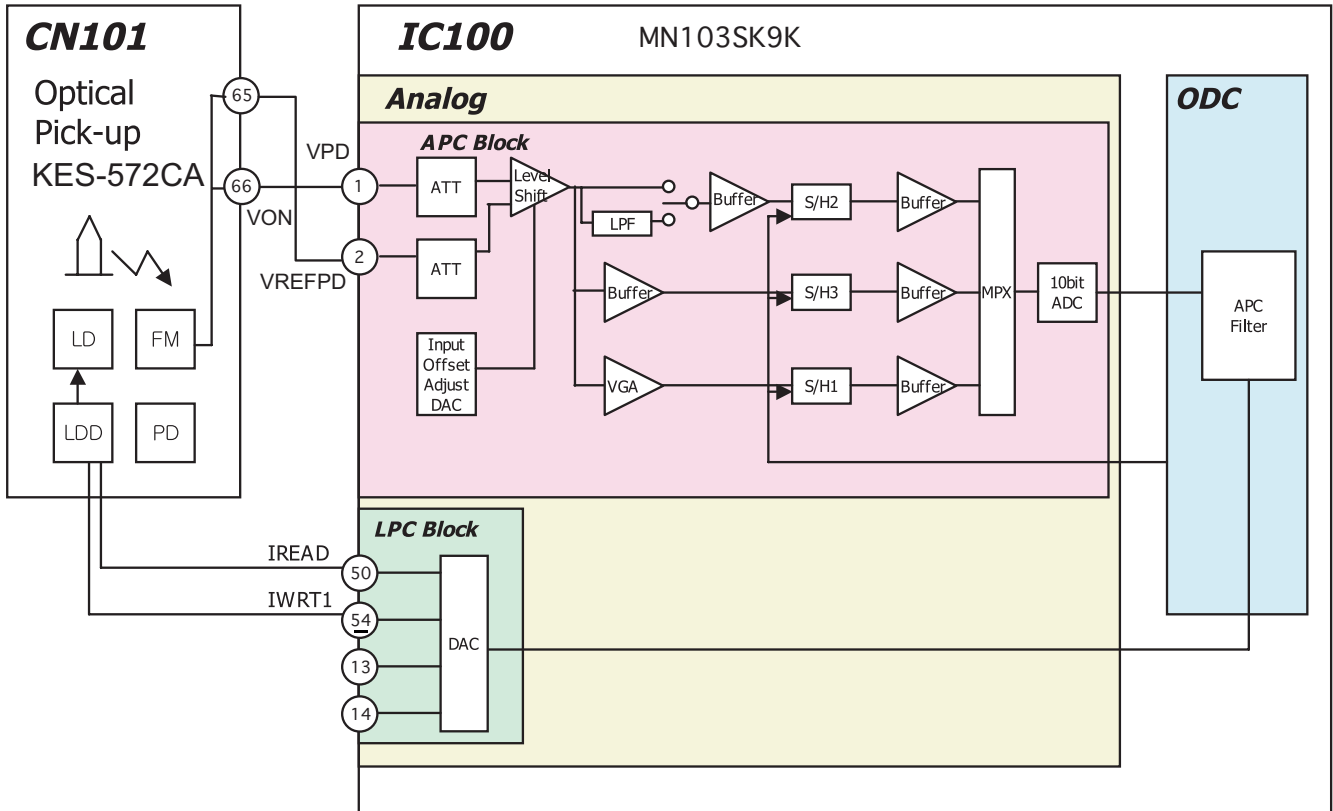 CN101
Optical
Pick-up
KES-572CA
65
66
VPD
VON
VREFPD
LD
FM
LDD
PD
IREAD
IWRT1
IC100
MN103SK9K
Analog
APC Block
1
2
ATT
ATT
Level
Shift
LPF
Buffer
S/H2
Buffer
Buffer
S/H3
Buffer
MPX
10bit
ADC
Input
Offset
Adjust
DAC
VGA
S/H1
Buffer
LPC Block
50
54
13
14
DAC
ODC
APC
Filter